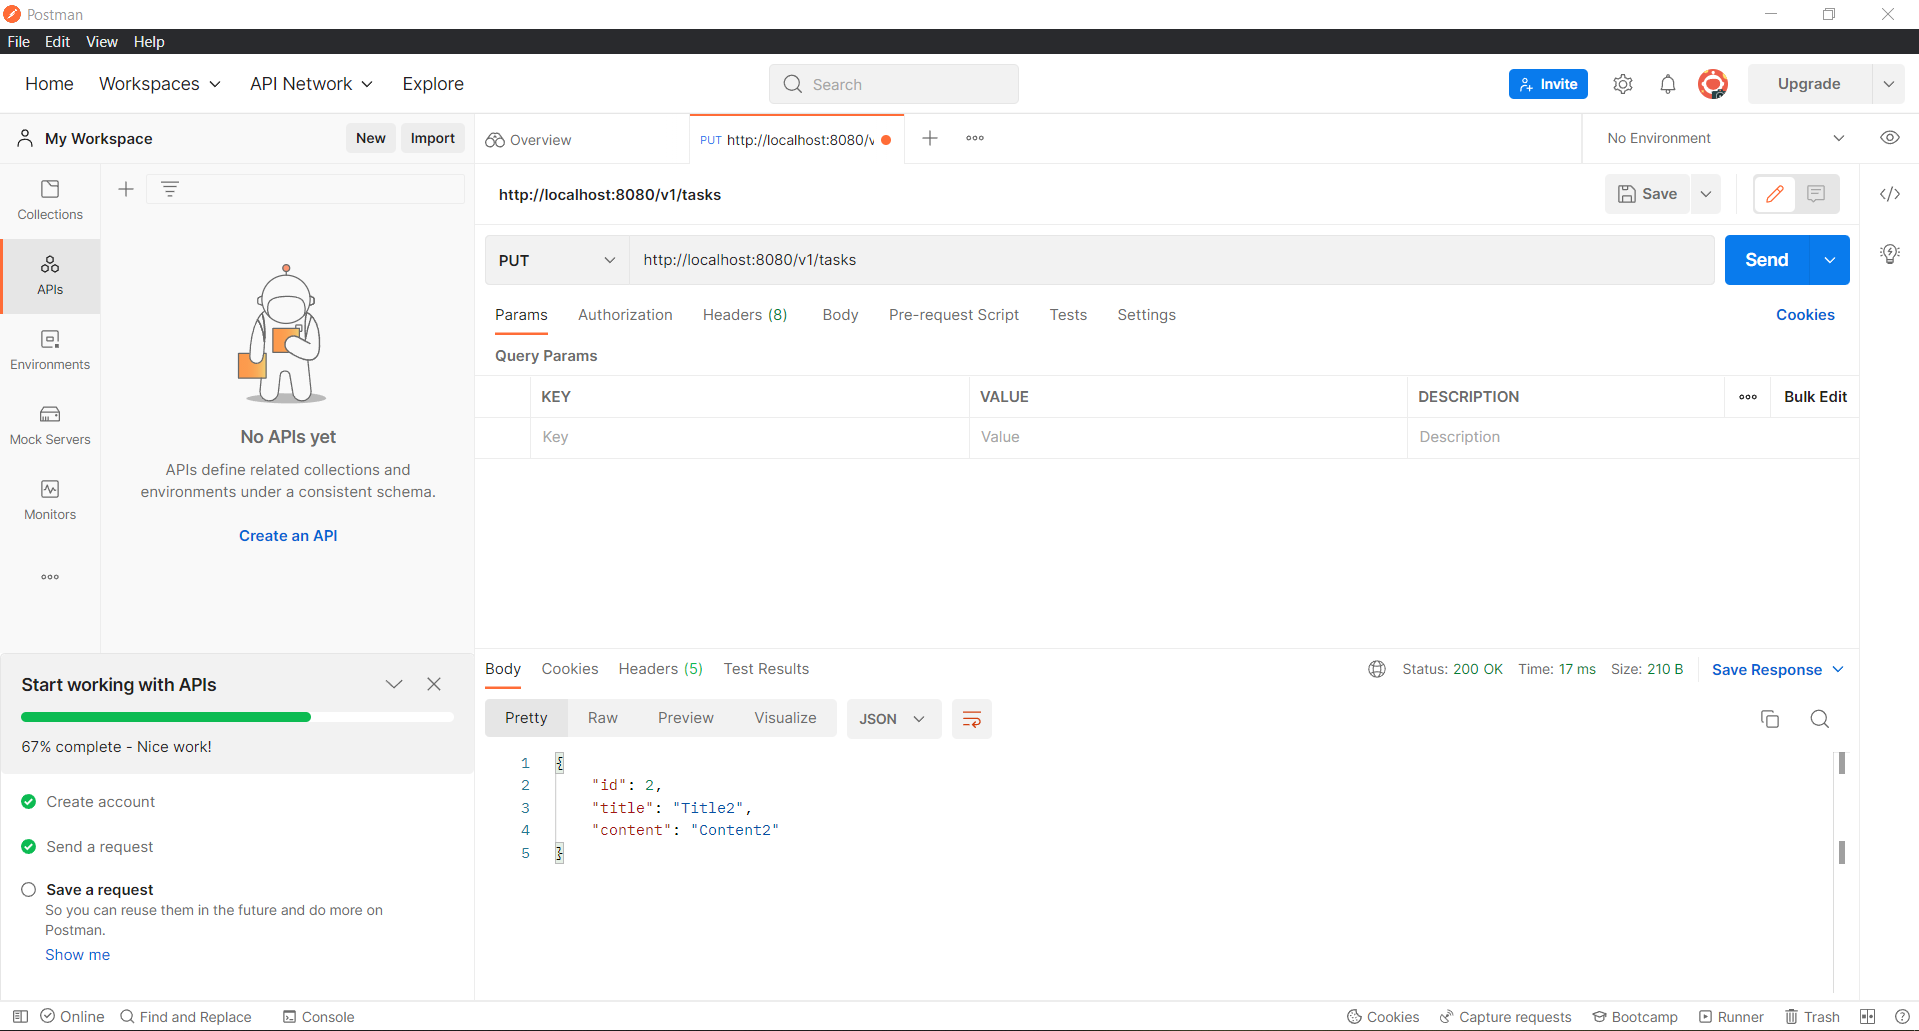 Postman
File Edit View Help
Home Workspaces API Network Explore
Search
Invite
Upgrade
My Workspace
New Import
Overview
PUT http://localhost:8080/v
No Environment
Collections
APIs
Environments
Mock Servers
Monitors
No APIs yet
APIs define related collections and
environments under a consistent schema.
Create an API
http://localhost:8080/v1/tasks
Save
PUT http://localhost:8080/v1/tasks
Send
Params Authorization Headers (8) Body Pre-request Script Tests Settings Cookies
Query Params
KEY VALUE DESCRIPTION Bulk Edit
Key Value Description
Start working with APIs
67% complete - Nice work!
Create account
Send a request
Save a request
So you can reuse them in the future and do more on
Postman.
Show me
Body Cookies Headers (5) Test Results
Status: 200 OK Time: 17 ms Size: 210 B Save Response
Pretty Raw Preview Visualize JSON
1 {
2 "id": 2,
3 "title": "Title2",
4 "content": "Content2"
5 }
Online Find and Replace Console
Cookies Capture requests Bootcamp Runner Trash